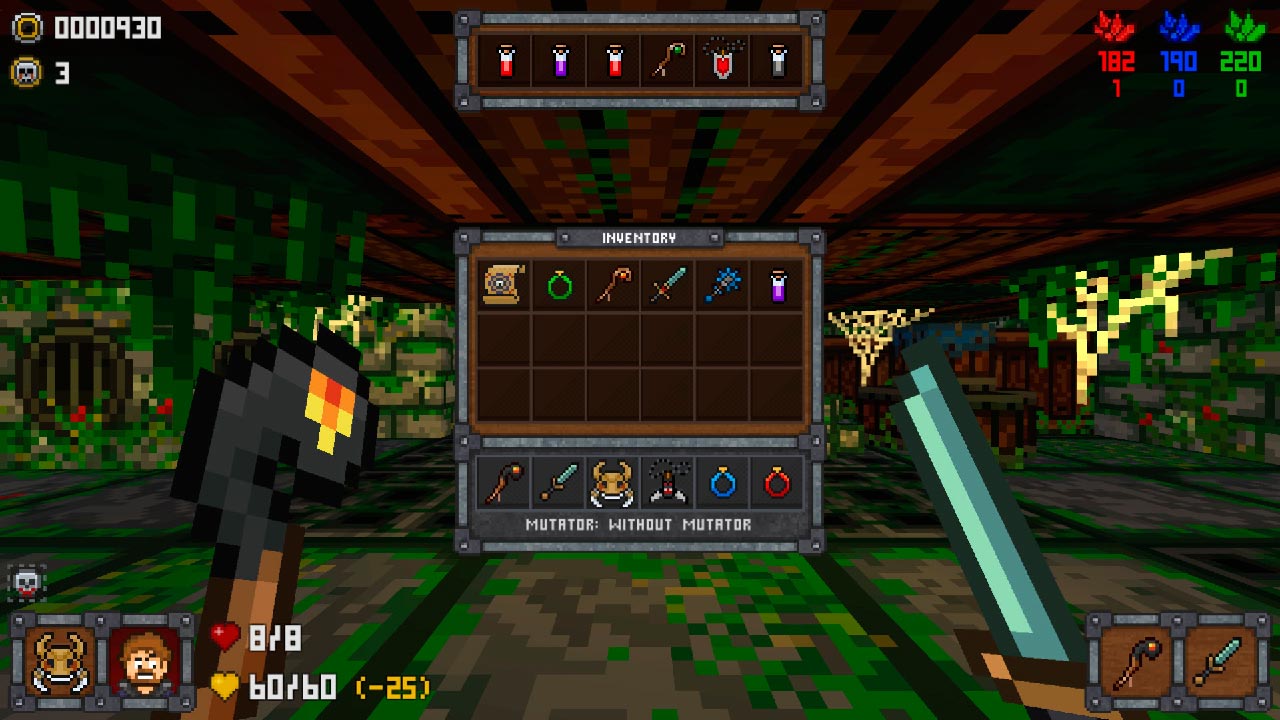 0000930
3
182 190 220
1 0 0
INVENTORY
MUTATOR: WITHOUT MUTATOR
8/8
60/60 (-25)